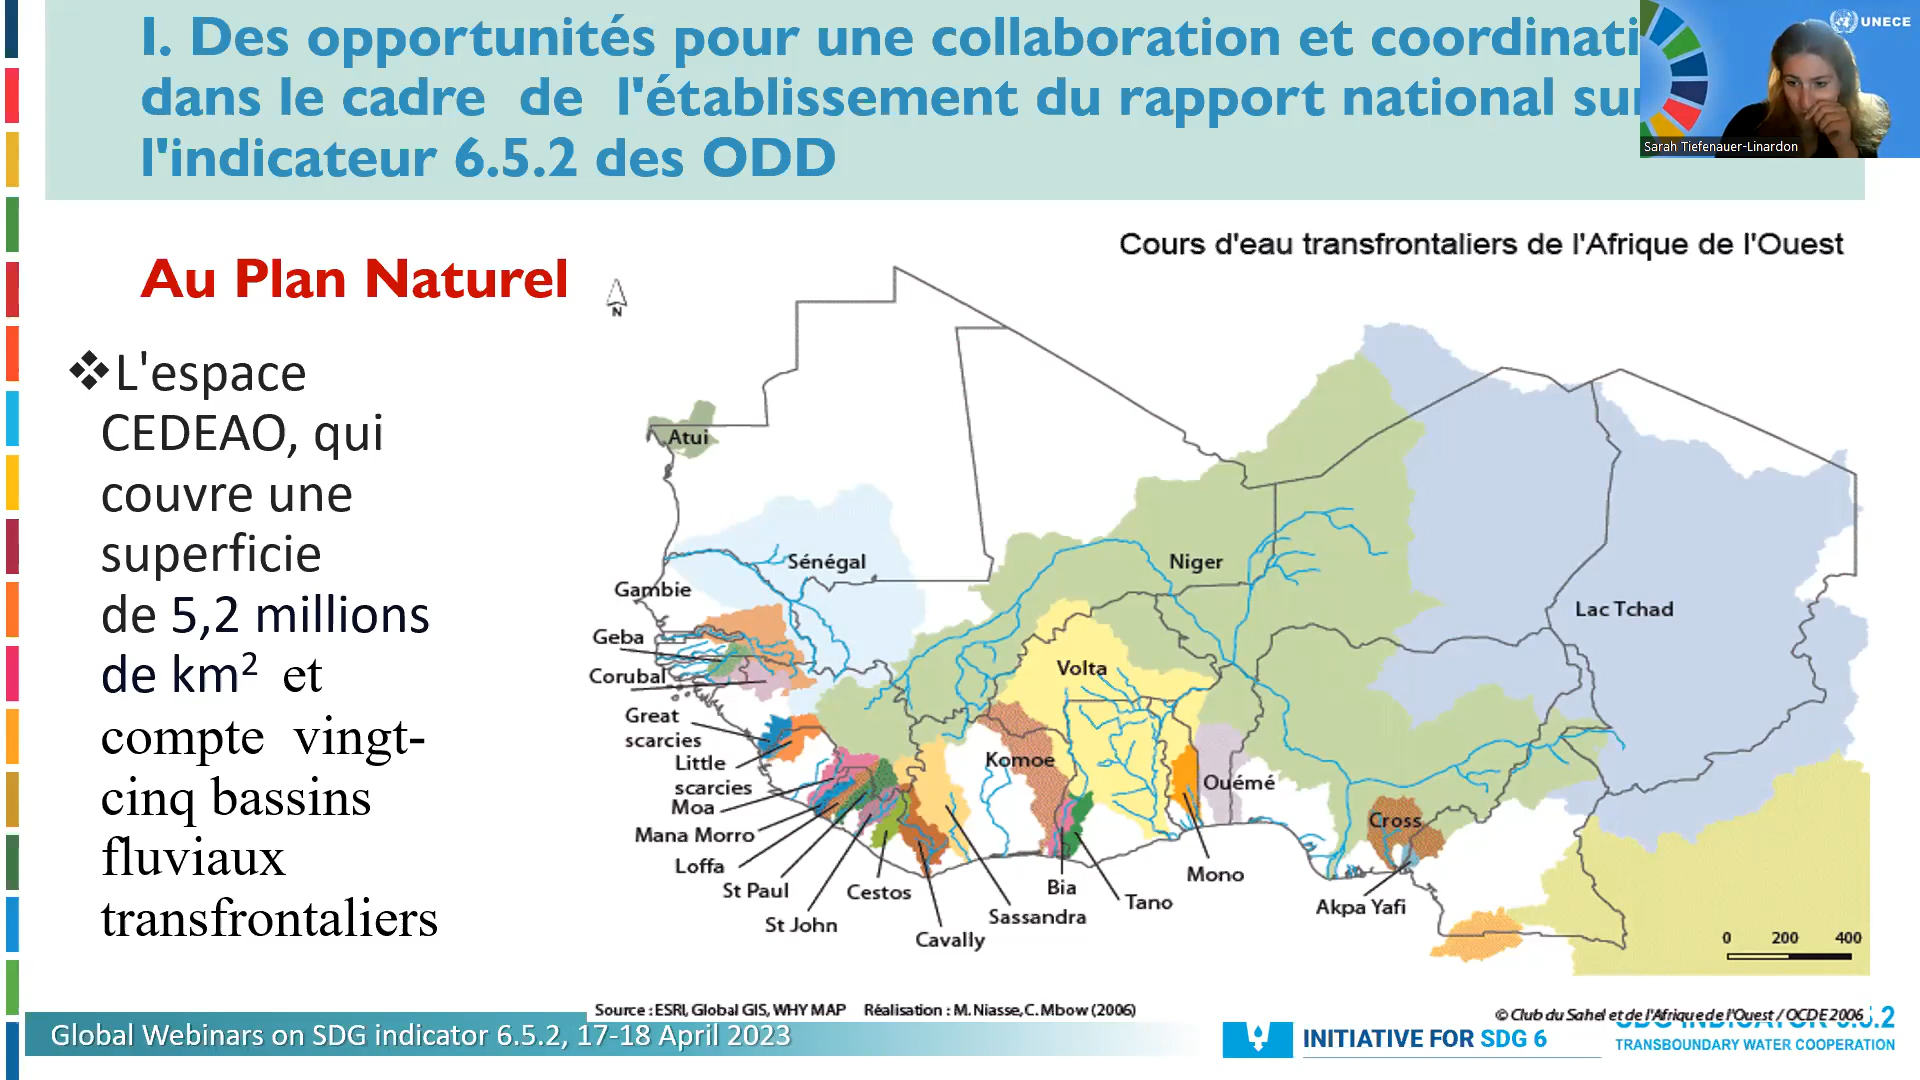 I. Des opportunités pour une collaboration et coordinati
dans le cadre de l'établissement du rapport national sur
l'indicateur 6.5.2 des ODD
UNECE
Sarah Tiefenauer-Linardon
Au Plan Naturel
❖L'espace
CEDEAO, qui
couvre une
superficie
de 5,2 millions
de km² et
compte vingt-
cinq bassins
fluviaux
transfrontaliers
Cours d'eau transfrontaliers de l'Afrique de l'Ouest
N
Atui
Sénégal
Niger
Gambie
Lac Tchad
Geba
Volta
Corubal
Great
scarcies
Little
scarcies
Komoe
Ouémé
Moa
Cross
Mana Morro
Loffa
St Paul
Cestos
Bia
Mono
Tano
Akpa Yafi
St John
Sassandra
Cavally
0 200 400
Source : ESRI, Global GIS, WHY MAP Réalisation : M. Niasse, C. Mbow (2006)
© Club du Sahel et de l'Afrique de l'Ouest / OCDE 2006
Global Webinars on SDG indicator 6.5.2, 17-18 April 2023
INITIATIVE FOR SDG 6
SDG INDICATOR 6.5.2
TRANSBOUNDARY WATER COOPERATION